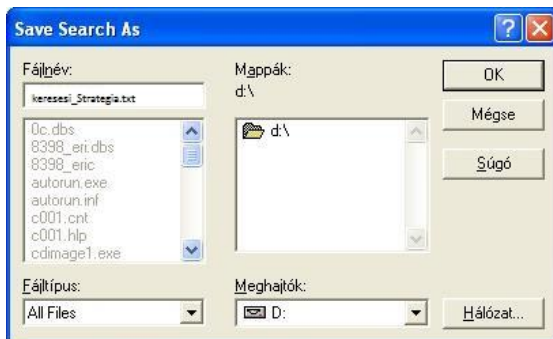 Save Search As
Fájlnév:
keresesi_Strategia.txt
0c.dbs
8398_eri.dbs
8398_eric
autorun.exe
autorun.inf
c001.cnt
c001.hlp
cdimage1.exe
Fájltípus:
All Files
Mappák:
d:\
d:\
Meghajtók:
D:
OK
Mégse
Súgó
Hálózat...